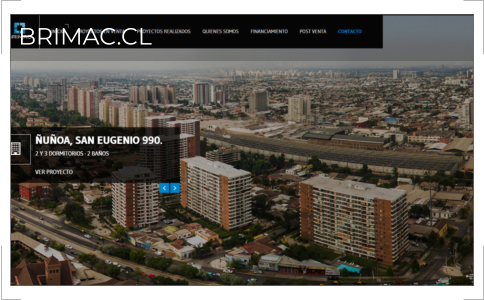 BRIMAC.CL
PROYECTOS REALIZADOS
QUIENES SOMOS
FINANCIAMIENTO
POST VENTA
CONTACTO
ÑUÑOA, SAN EUGENIO 990.
2 Y 3 DORMITORIOS - 2 BAÑOS
VER PROYECTO